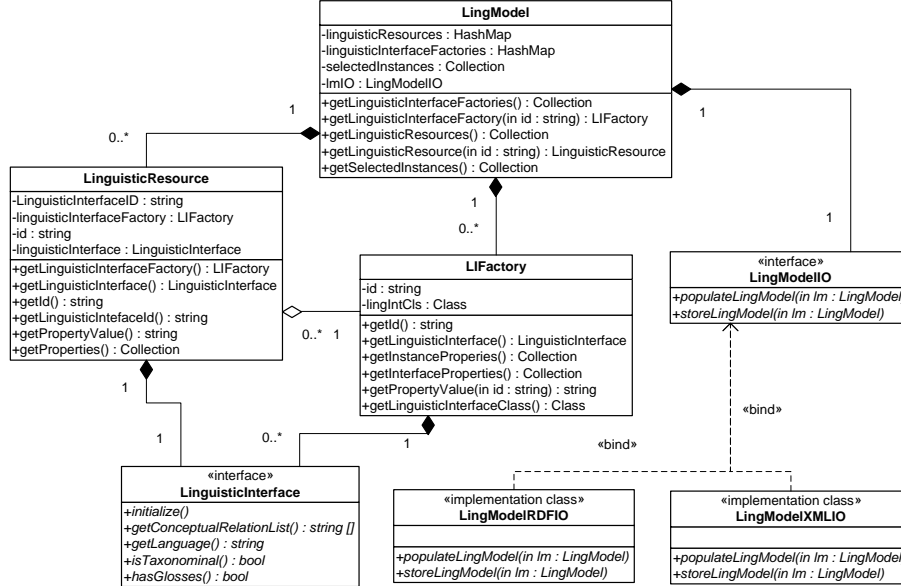 LingModel
-linguisticResources : HashMap
-linguisticInterfaceFactories : HashMap
-selectedInstances : Collection
-lmIO : LingModelIO
+getLinguisticInterfaceFactories() : Collection
+getLinguisticInterfaceFactory(in id : string) : LIFactory
+getLinguisticResources() : Collection
+getLinguisticResource(in id : string) : LinguisticResource
+getSelectedInstances() : Collection
1
0..*
1
1
1
0..*
LinguisticResource
-LinguisticInterfaceID : string
-linguisticInterfaceFactory : LIFactory
-id : string
-linguisticInterface : LinguisticInterface
+getLinguisticInterfaceFactory() : LIFactory
+getLinguisticInterface() : LinguisticInterface
+getId() : string
+getLinguisticIntefaceId() : string
+getPropertyValue() : string
+getProperties() : Collection
0..*
1
LIFactory
-id : string
-lingIntCls : Class
+getId() : string
+getLinguisticInterface() : LinguisticInterface
+getInstanceProperies() : Collection
+getInterfaceProperties() : Collection
+getPropertyValue(in id : string) : string
+getLinguisticInterfaceClass() : Class
«interface»
LingModelIO
+populateLingModel(in lm : LingModel
+storeLingModel(in lm : LingModel)
1
1
0..*
1
«bind»
«bind»
«interface»
LinguisticInterface
+initialize()
+getConceptualRelationList() : string []
+getLanguage() : string
+isTaxonominal() : bool
+hasGlosses() : bool
«implementation class»
LingModelRDFIO
+populateLingModel(in lm : LingModel)
+storeLingModel(in lm : LingModel)
«implementation class»
LingModelXMLIO
+populateLingModel(in lm : LingModel)
+storeLingModel(in lm : LingModel)